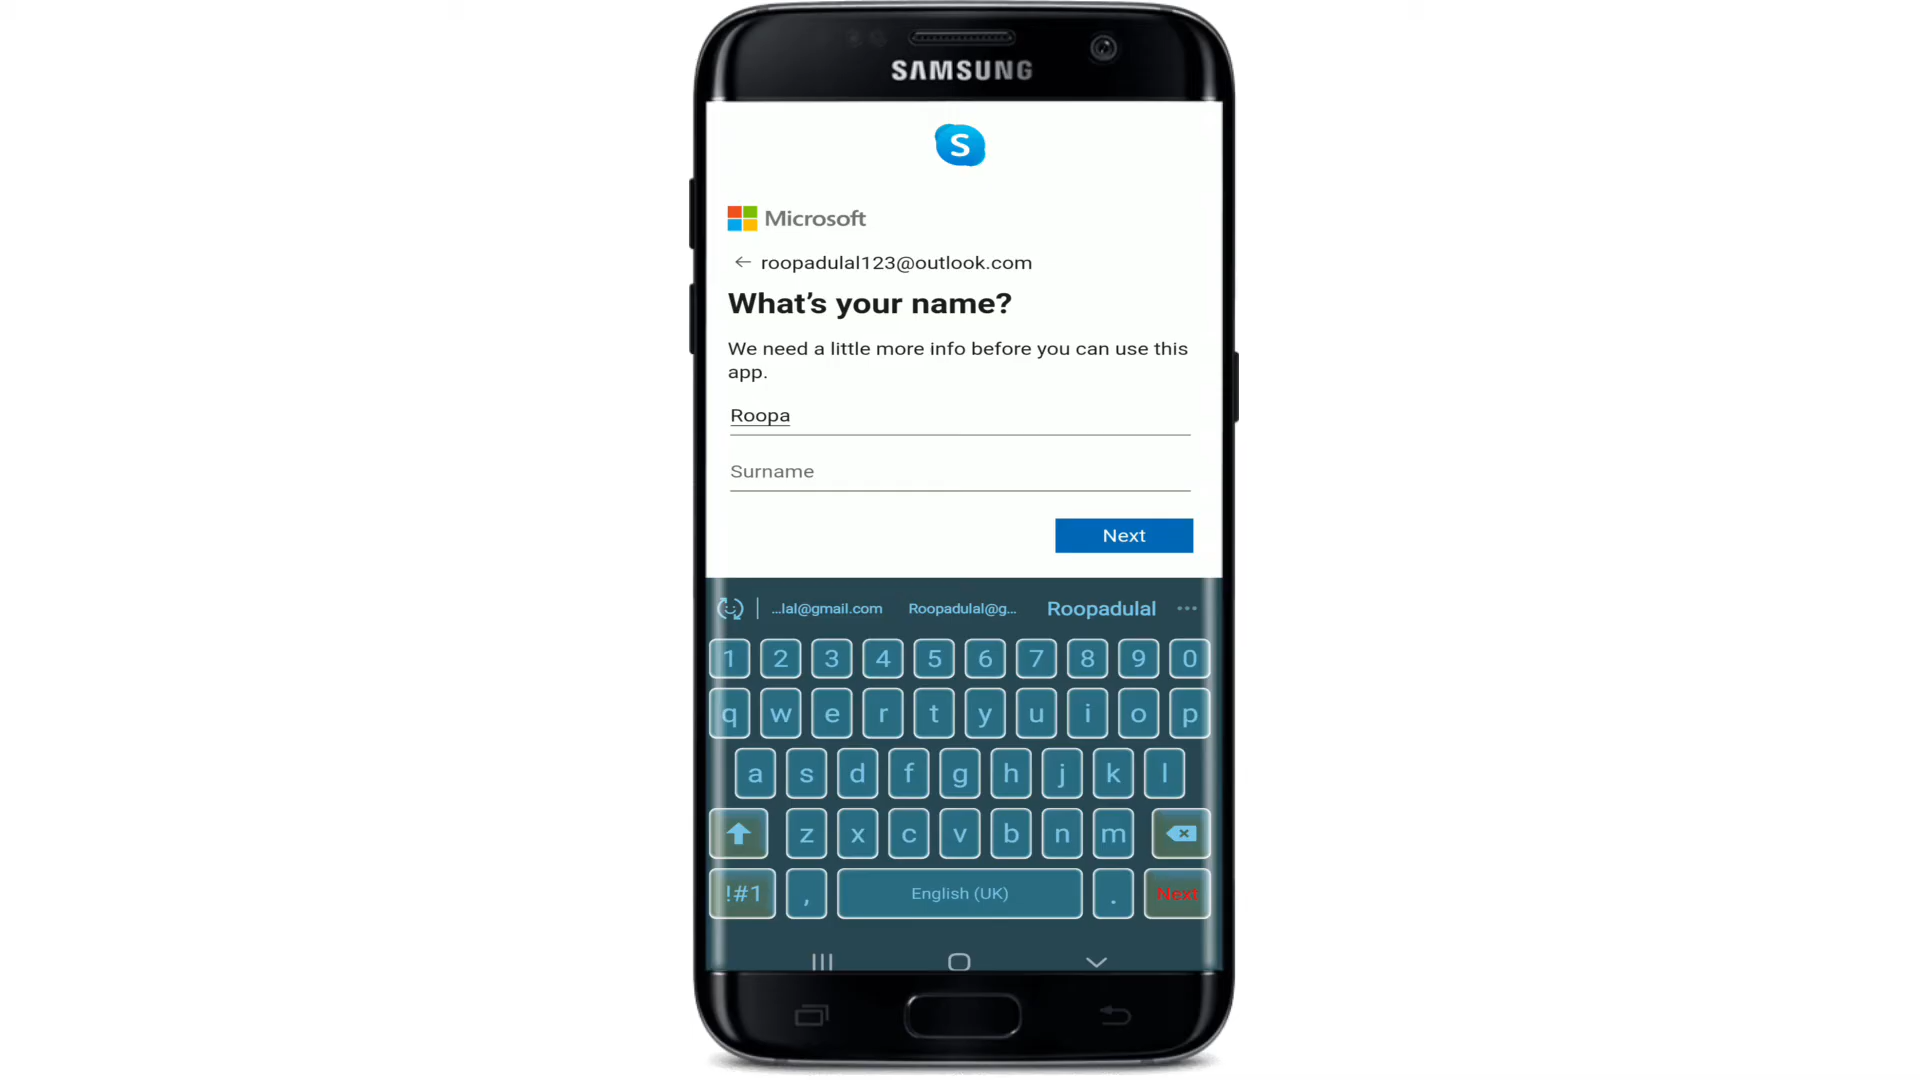 SAMSUNG
S
Microsoft
← roopadulal123@outlook.com
What's your name?
We need a little more info before you can use this
app.
Roopa
Surname
Next
...lal@gmail.com Roopadulal@g... Roopadulal ...
1 2 3 4 5 6 7 8 9 0
q w e r t y u i o p
a s d f g h j k l
z x c v b n m
!#1 , English (UK) . Next